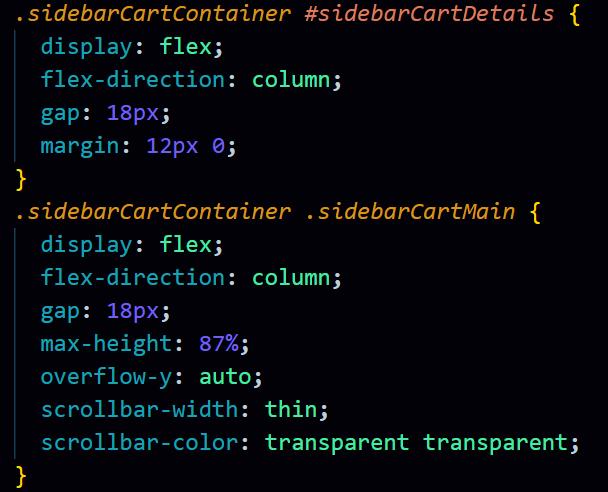 .sidebarCartContainer #sidebarCartDetails {
display: flex;
flex-direction: column;
gap: 18px;
margin: 12px 0;
}
.sidebarCartContainer .sidebarCartMain {
display: flex;
flex-direction: column;
gap: 18px;
max-height: 87%;
overflow-y: auto;
scrollbar-width: thin;
scrollbar-color: transparent transparent;
}